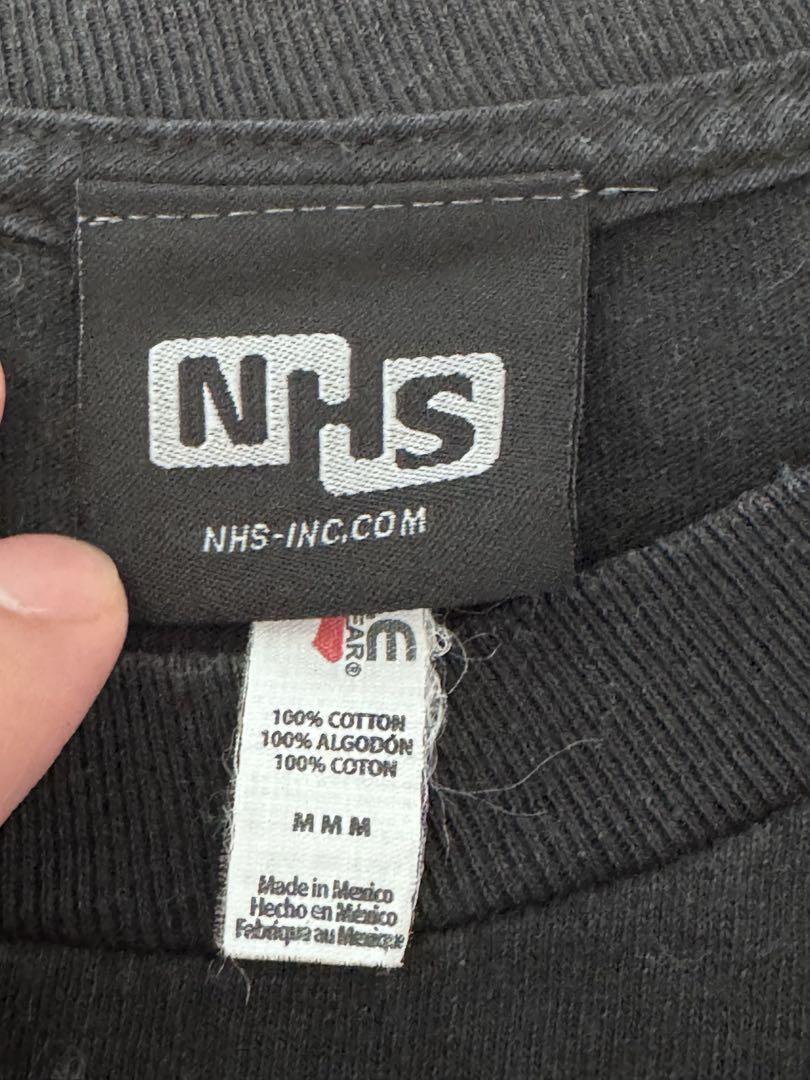 NHS
NHS-INC.COM
100% COTTON
100% ALGODÓN
100% COTON
M M M
Made in Mexico
Hecho en México
Fabriqué au Mexique